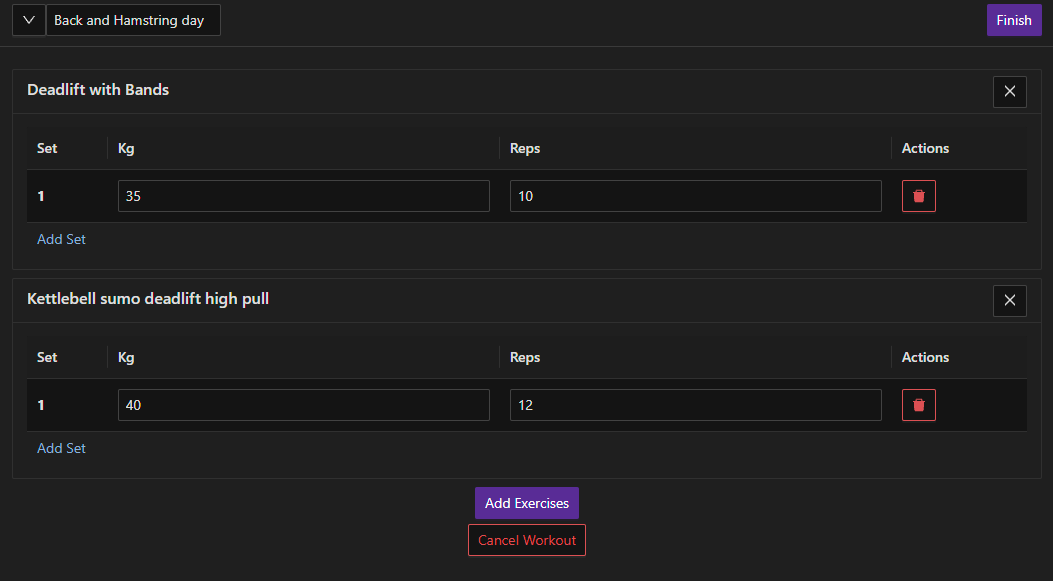 Back and Hamstring day Finish
Deadlift with Bands
Set Kg Reps Actions
1 35 10
Add Set
Kettlebell sumo deadlift high pull
Set Kg Reps Actions
1 40 12
Add Set
Add Exercises
Cancel Workout